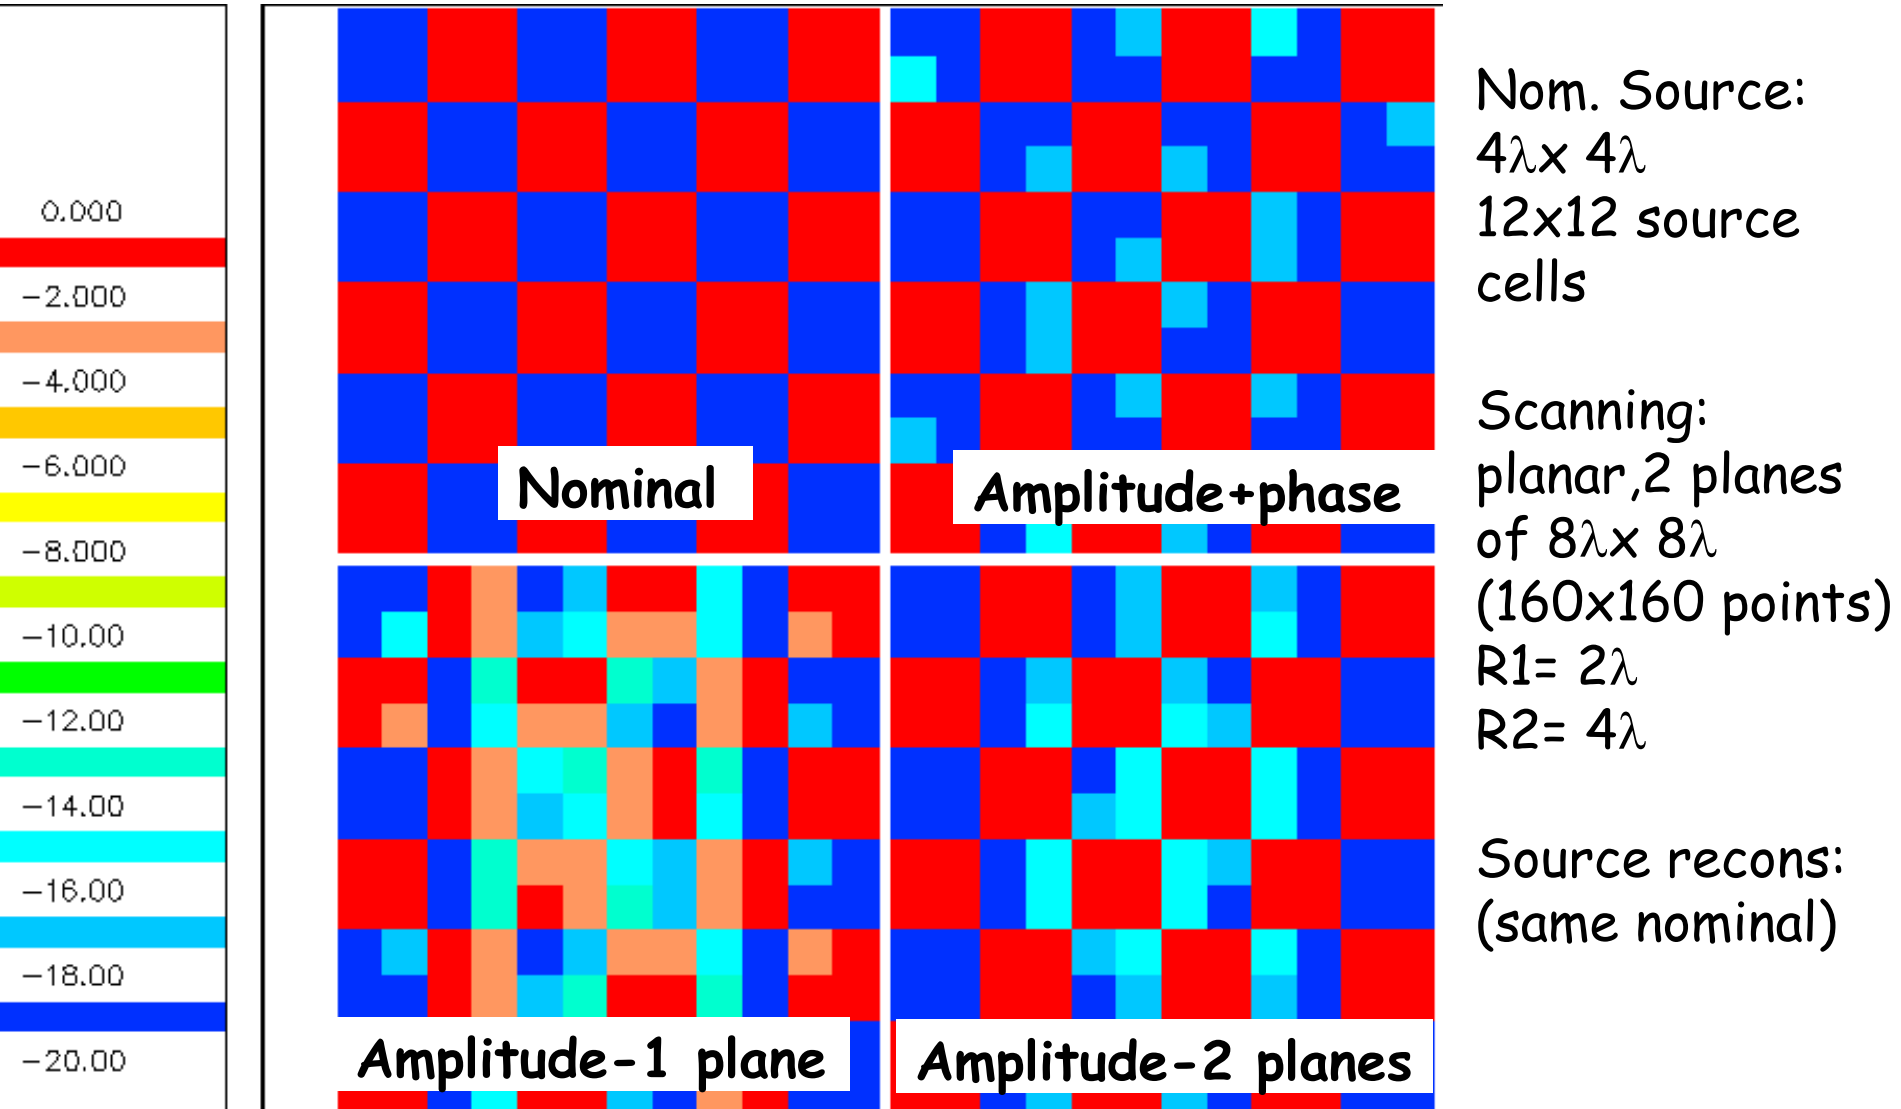 0.000
−2.000
−4.000
−6.000
−8.000
−10.00
−12.00
−14.00
−16.00
−18.00
−20.00
Nominal
Amplitude+phase
Amplitude-1 plane
Amplitude-2 planes
Nom. Source:
4λx 4λ
12x12 source
cells
Scanning:
planar,2 planes
of 8λx 8λ
(160x160 points)
R1= 2λ
R2= 4λ
Source recons:
(same nominal)